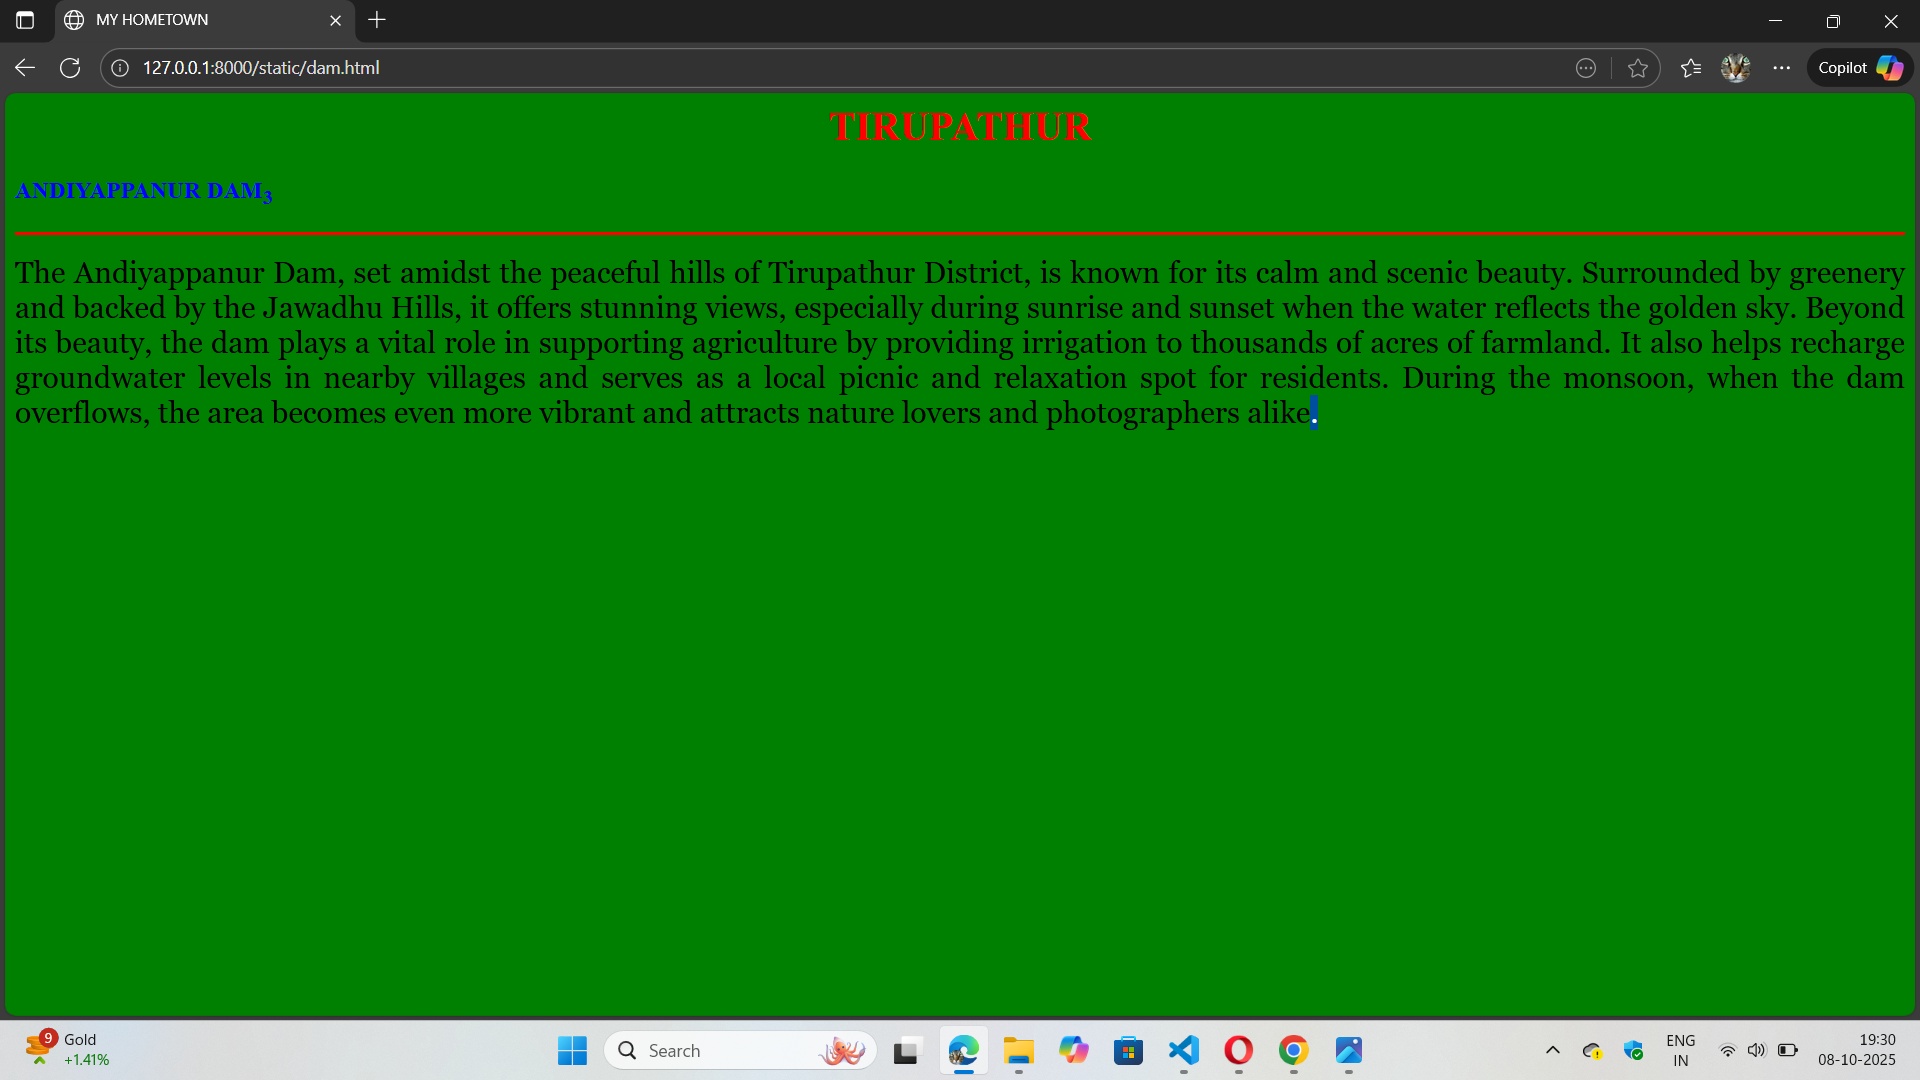 MY HOMETOWN
127.0.0.1:8000/static/dam.html
Copilot
TIRUPATHUR
ANDIYAPPANUR DAM3
The Andiyappanur Dam, set amidst the peaceful hills of Tirupathur District, is known for its calm and scenic beauty. Surrounded by greenery
and backed by the Jawadhu Hills, it offers stunning views, especially during sunrise and sunset when the water reflects the golden sky. Beyond
its beauty, the dam plays a vital role in supporting agriculture by providing irrigation to thousands of acres of farmland. It also helps recharge
groundwater levels in nearby villages and serves as a local picnic and relaxation spot for residents. During the monsoon, when the dam
overflows, the area becomes even more vibrant and attracts nature lovers and photographers alike.
9
Gold
+1.41%
Search
ENG
IN
19:30
08-10-2025